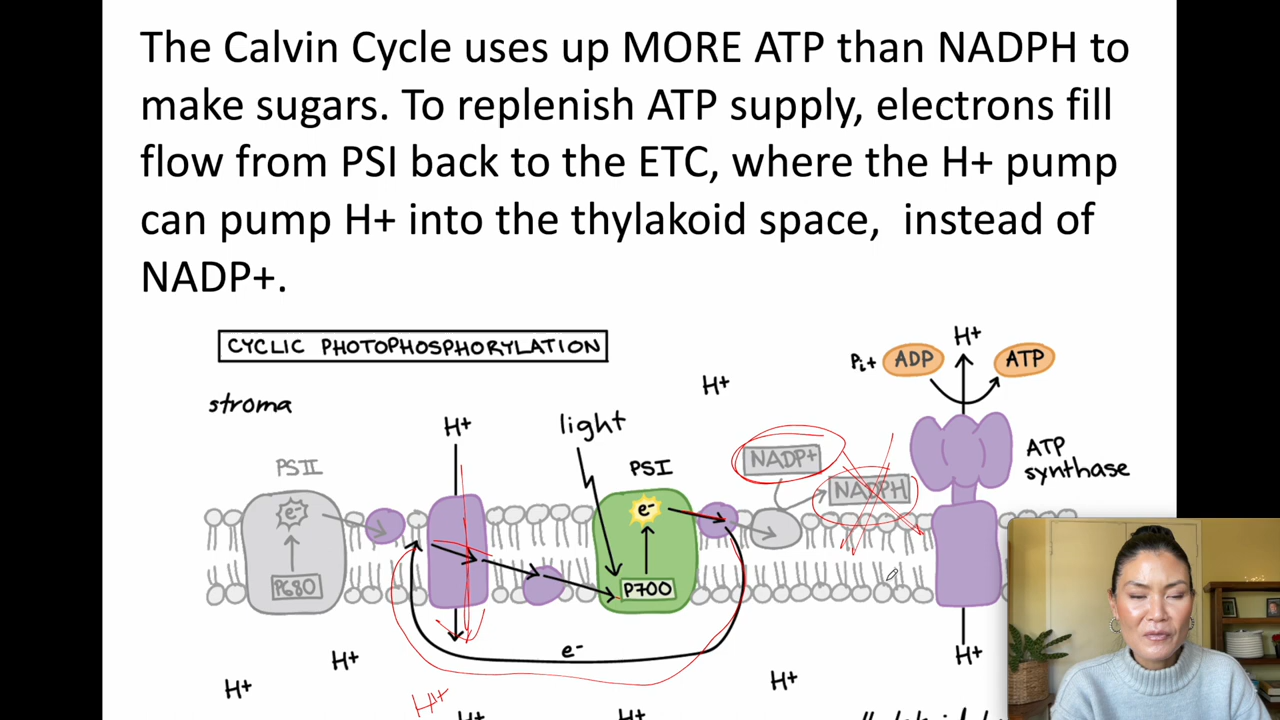 The Calvin Cycle uses up MORE ATP than NADPH to
make sugars. To replenish ATP supply, electrons fill
flow from PSI back to the ETC, where the H+ pump
can pump H+ into the thylakoid space, instead of
NADP+.
CYCLIC PHOTOPHOSPHORYLATION
H+
Pi+ ADP ATP
stroma
H+
H+
light
PSII
PSI
NADP+
ATP
synthase
NADPH
e-
e-
P680
P700
e-
H+
H+
H+
H+
H+
H+
H+